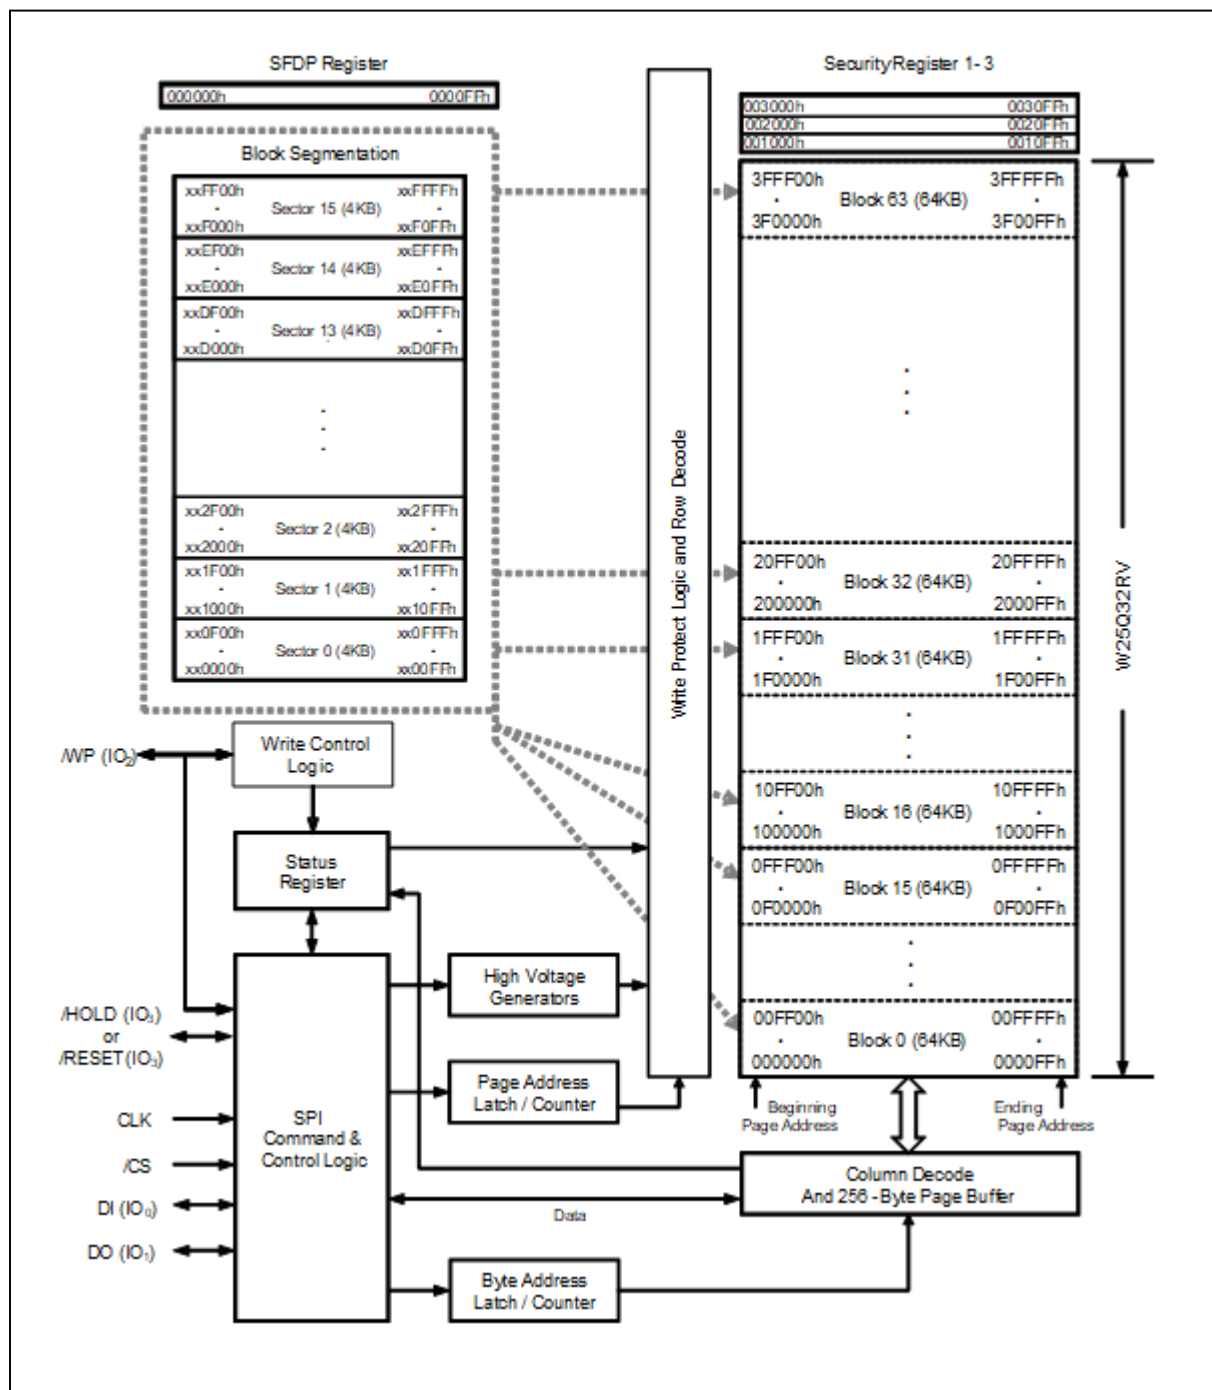 SFDP Register
000000h 0000FFh
Block Segmentation
xxFF00h xxFFFFh
- Sector 15 (4KB) -
xxF000h xxF0FFh
xxEF00h xxEFFFh
- Sector 14 (4KB) -
xxE000h xxE0FFh
xxDF00h xxDFFFh
- Sector 13 (4KB) -
xxD000h xxD0FFh
xx2F00h xx2FFFh
- Sector 2 (4KB) -
xx2000h xx20FFh
xx1F00h xx1FFFh
- Sector 1 (4KB) -
xx1000h xx10FFh
xx0F00h xx0FFFh
- Sector 0 (4KB) -
xx0000h xx00FFh
Write Protect Logic and Row Decode
Security Register 1-3
003000h 0030FFh
002000h 0020FFh
001000h 0010FFh
3FFF00h 3FFFFFh
· Block 63 (64KB) ·
3F0000h 3F00FFh
20FF00h 20FFFFh
· Block 32 (64KB) ·
200000h 2000FFh
1FFF00h 1FFFFFh
· Block 31 (64KB) ·
1F0000h 1F00FFh
10FF00h 10FFFFh
· Block 16 (64KB) ·
100000h 1000FFh
0FFF00h 0FFFFFh
· Block 15 (64KB) ·
0F0000h 0F00FFh
00FF00h 00FFFFh
· Block 0 (64KB) ·
000000h 0000FFh
W25Q32RV
Beginning
Page Address
Ending
Page Address
/WP (IO2)
Write Control
Logic
Status
Register
High Voltage
Generators
/HOLD (IO3)
or
/RESET (IO3)
Page Address
Latch / Counter
CLK
/CS
DI (IO0)
DO (IO1)
SPI
Command &
Control Logic
Column Decode
And 256 - Byte Page Buffer
Data
Byte Address
Latch / Counter